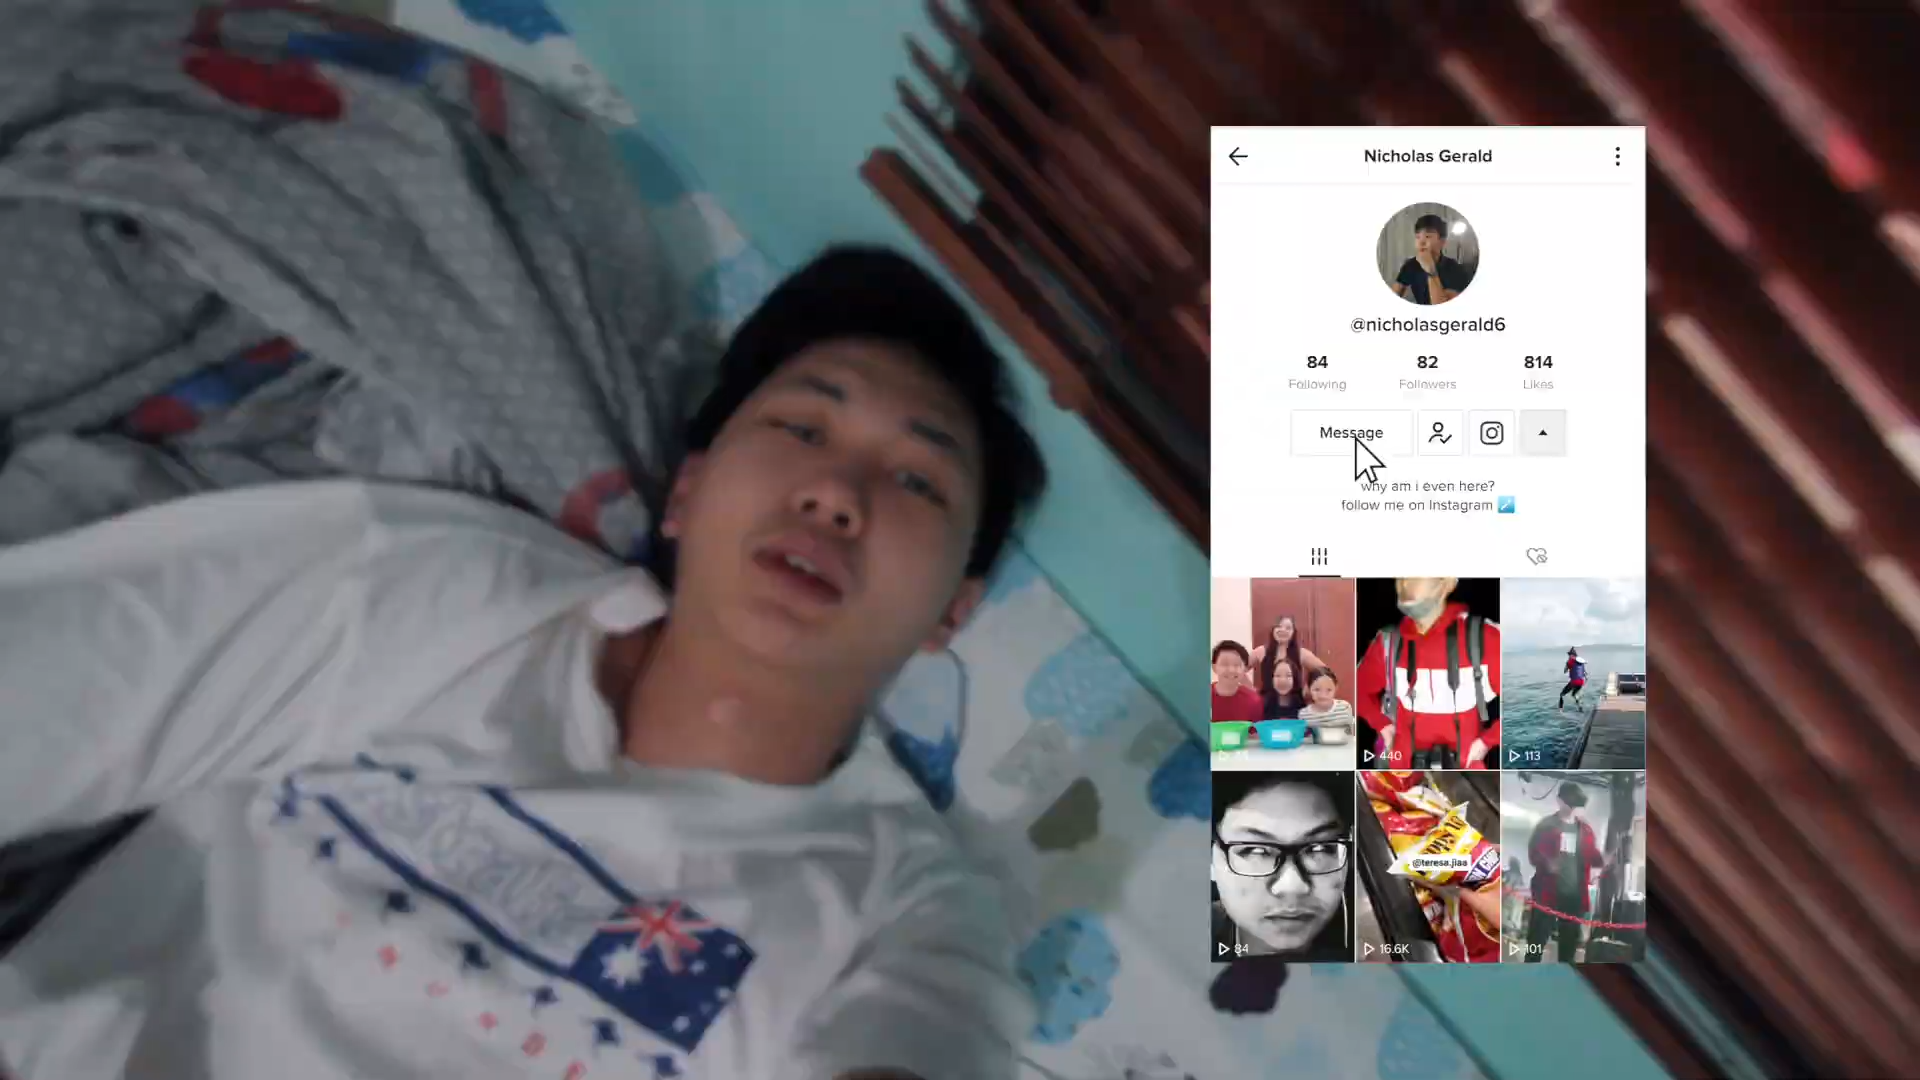 Nicholas Gerald
@nicholasgerald6
84 82 814
Following Followers Likes
Message
why am i even here?
follow me on Instagram
440
113
@teresa.jiaa
84
16.6K
101